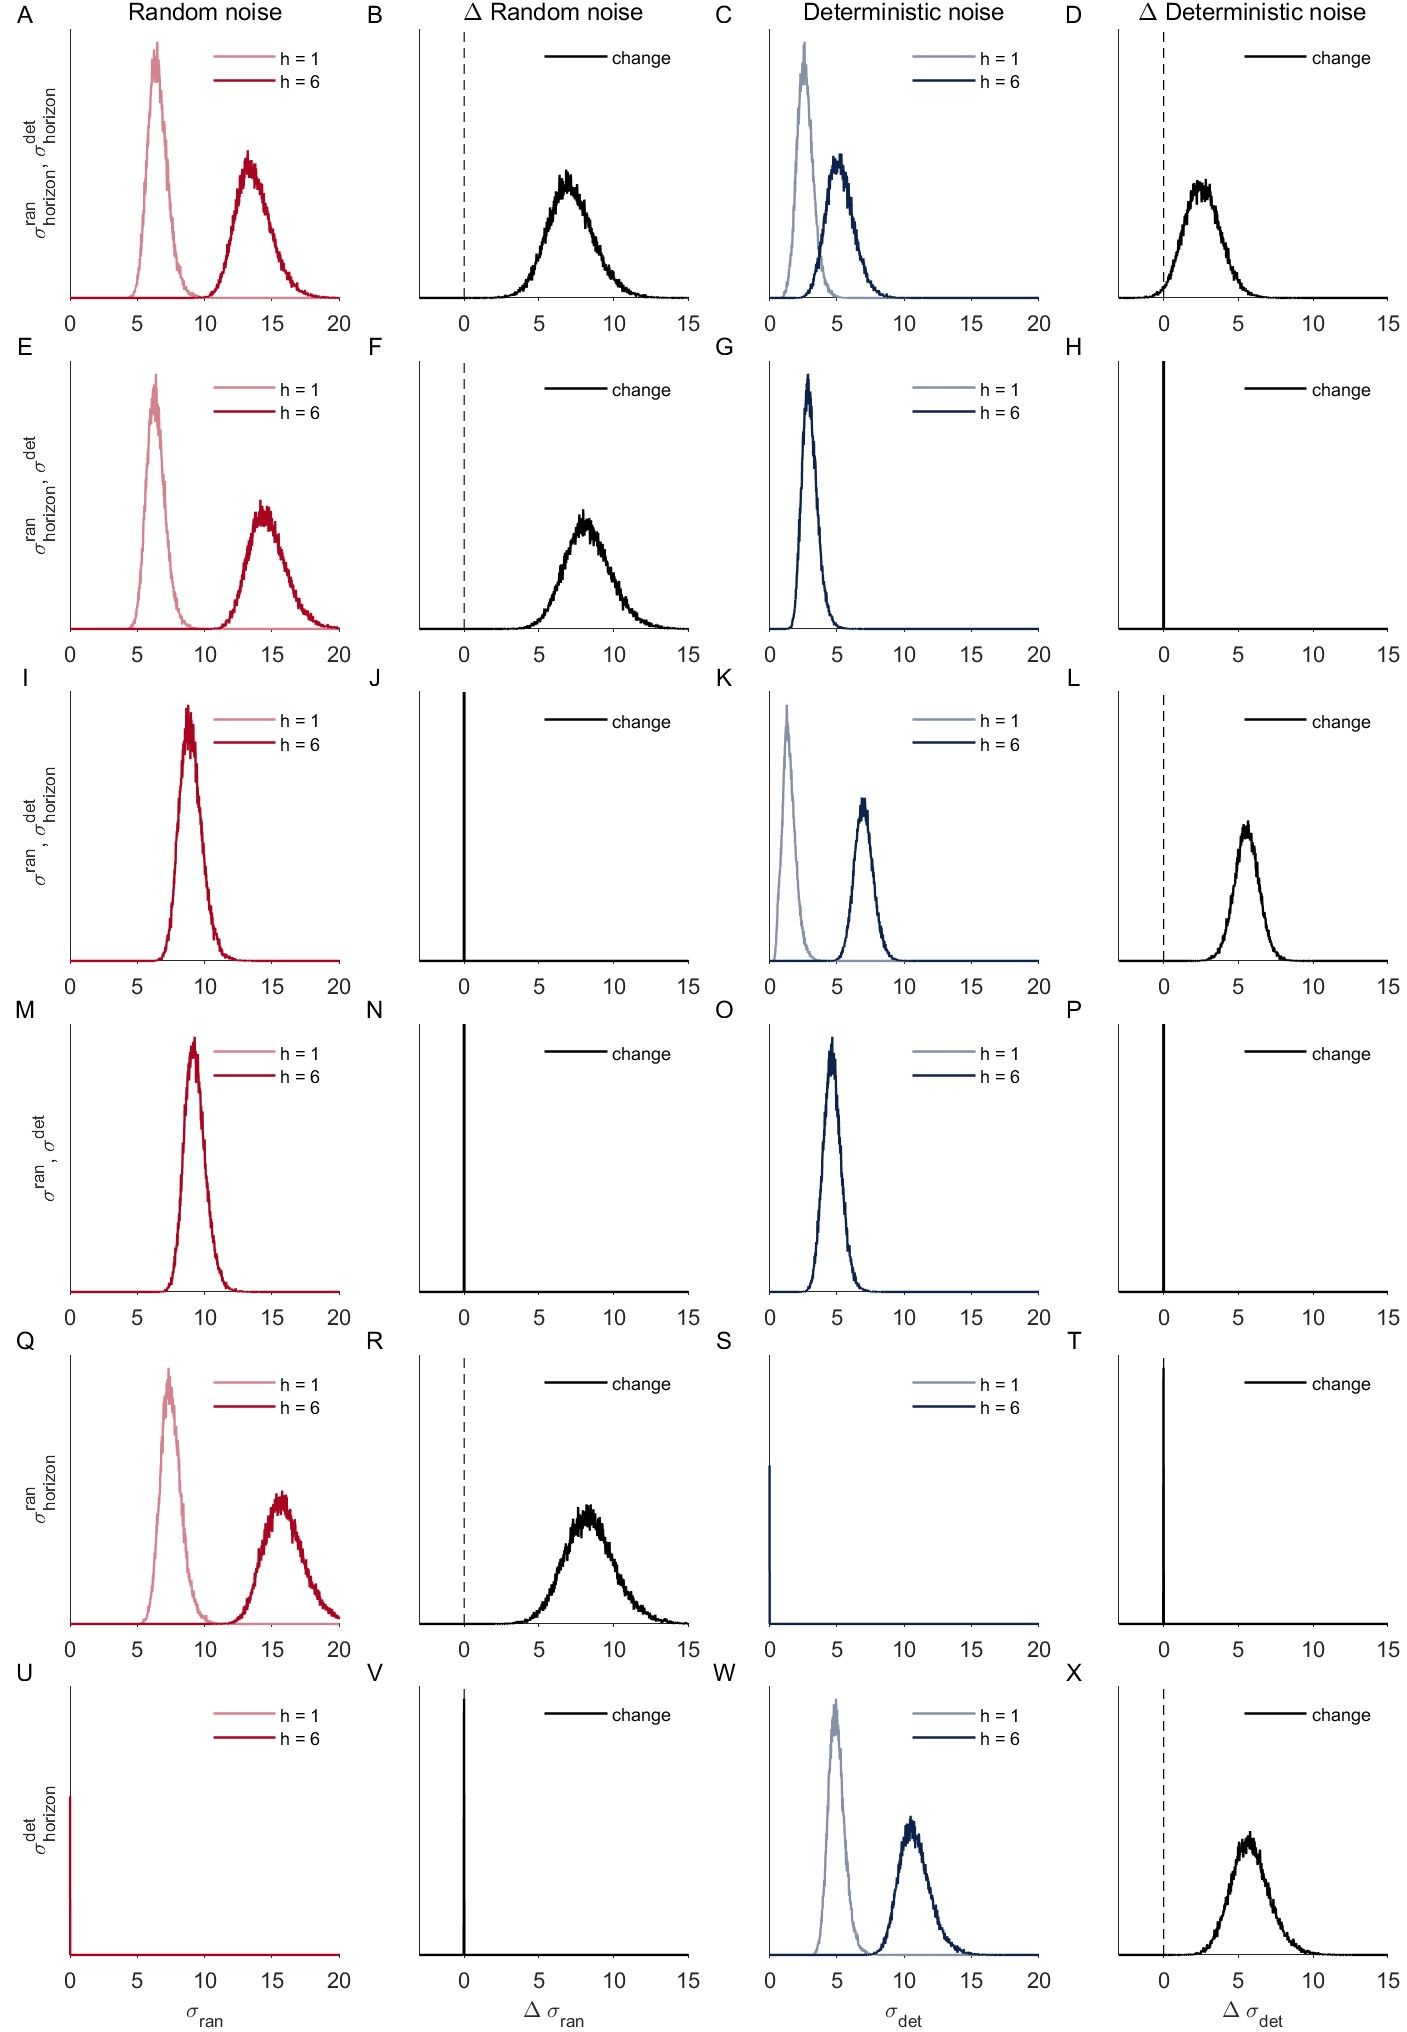 A Random noise B Δ Random noise C Deterministic noise D Δ Deterministic noise
σ^ran_horizon, σ^det_horizon
h = 1
h = 6
change
h = 1
h = 6
change
0 5 10 15 20 0 5 10 15 0 5 10 15 20 0 5 10 15
E F G H
σ^ran_horizon, σ^det
h = 1
h = 6
change
h = 1
h = 6
change
0 5 10 15 20 0 5 10 15 0 5 10 15 20 0 5 10 15
I J K L
σ^ran, σ^det_horizon
h = 1
h = 6
change
h = 1
h = 6
change
0 5 10 15 20 0 5 10 15 0 5 10 15 20 0 5 10 15
M N O P
σ^ran, σ^det
h = 1
h = 6
change
h = 1
h = 6
change
0 5 10 15 20 0 5 10 15 0 5 10 15 20 0 5 10 15
Q R S T
σ^ran_horizon
h = 1
h = 6
change
h = 1
h = 6
change
0 5 10 15 20 0 5 10 15 0 5 10 15 20 0 5 10 15
U V W X
σ^det_horizon
h = 1
h = 6
change
h = 1
h = 6
change
0 5 10 15 20 0 5 10 15 0 5 10 15 20 0 5 10 15
σ_ran Δ σ_ran σ_det Δ σ_det